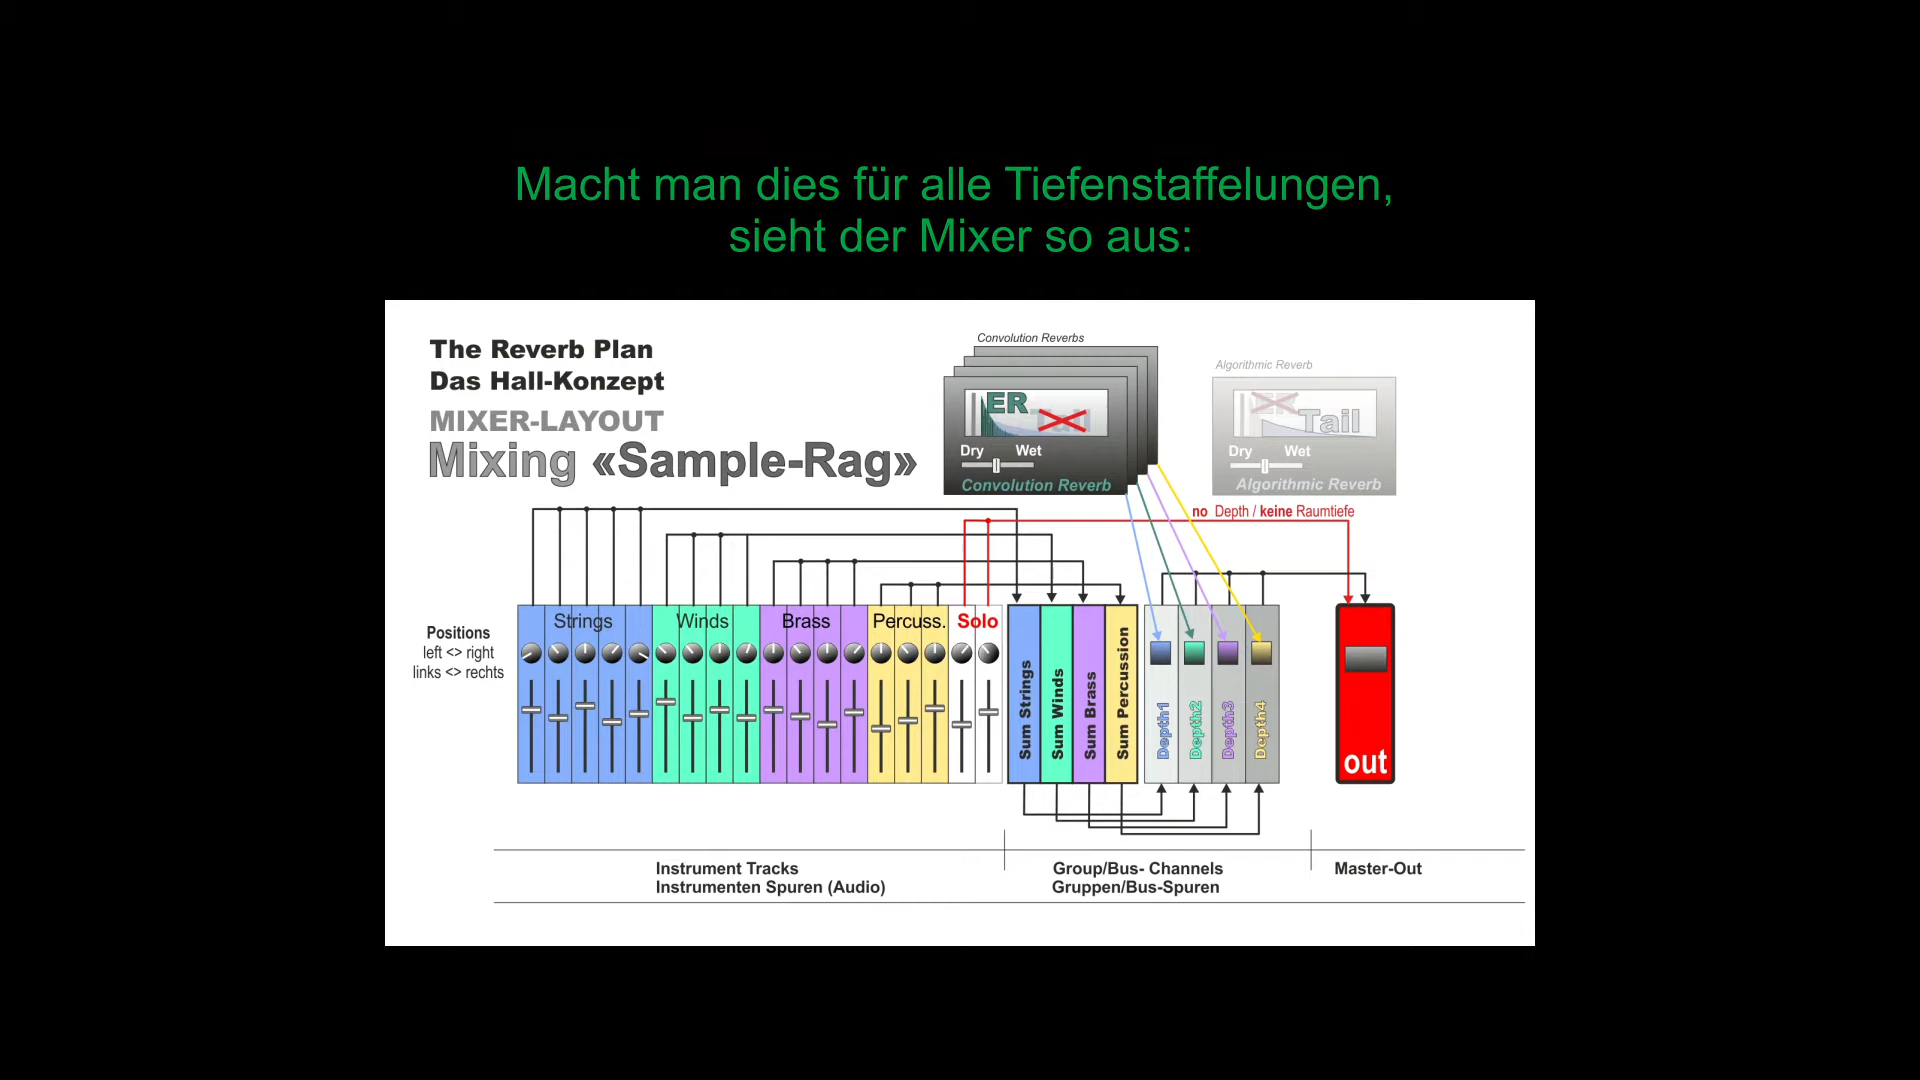 Macht man dies für alle Tiefenstaffelungen,
sieht der Mixer so aus:
The Reverb Plan
Das Hall-Konzept
MIXER-LAYOUT
Mixing «Sample-Rag»
Convolution Reverbs
ER
Tail
Dry Wet
Convolution Reverb
Algorithmic Reverb
ER
Tail
Dry Wet
Algorithmic Reverb
no Depth / keine Raumtiefe
Positions
left <> right
links <> rechts
Strings
Winds
Brass
Percuss.
Solo
Sum Strings
Sum Winds
Sum Brass
Sum Percussion
Depth1
Depth2
Depth3
Depth4
out
Instrument Tracks
Instrumenten Spuren (Audio)
Group/Bus- Channels
Gruppen/Bus-Spuren
Master-Out